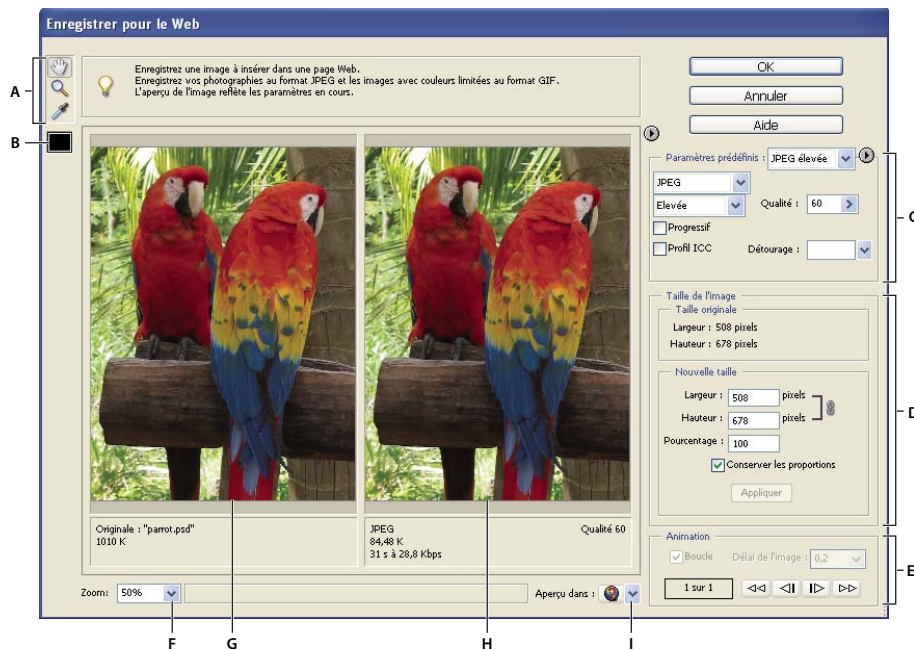 Enregistrer pour le Web
Enregistrez une image à insérer dans une page Web.
Enregistrez vos photographies au format JPEG et les images avec couleurs limitées au format GIF.
L'aperçu de l'image reflète les paramètres en cours.
A
B
OK
Annuler
Aide
Paramètres prédéfinis : JPEG élevée
JPEG
Elevée Qualité : 60
Progressif
Profil ICC Détourage :
C
Taille de l'image
Taille originale
Largeur : 508 pixels
Hauteur : 678 pixels
Nouvelle taille
Largeur : 508 pixels
Hauteur : 678 pixels
Pourcentage : 100
Conserver les proportions
Appliquer
D
Originale : "parrot.psd"
1010 K
JPEG Qualité 60
84,48 K
31 s à 28,8 Kbps
Animation
Boucle Délai de l'image : 0,2
1 sur 1
E
Zoom: 50% Aperçu dans :
F G H I